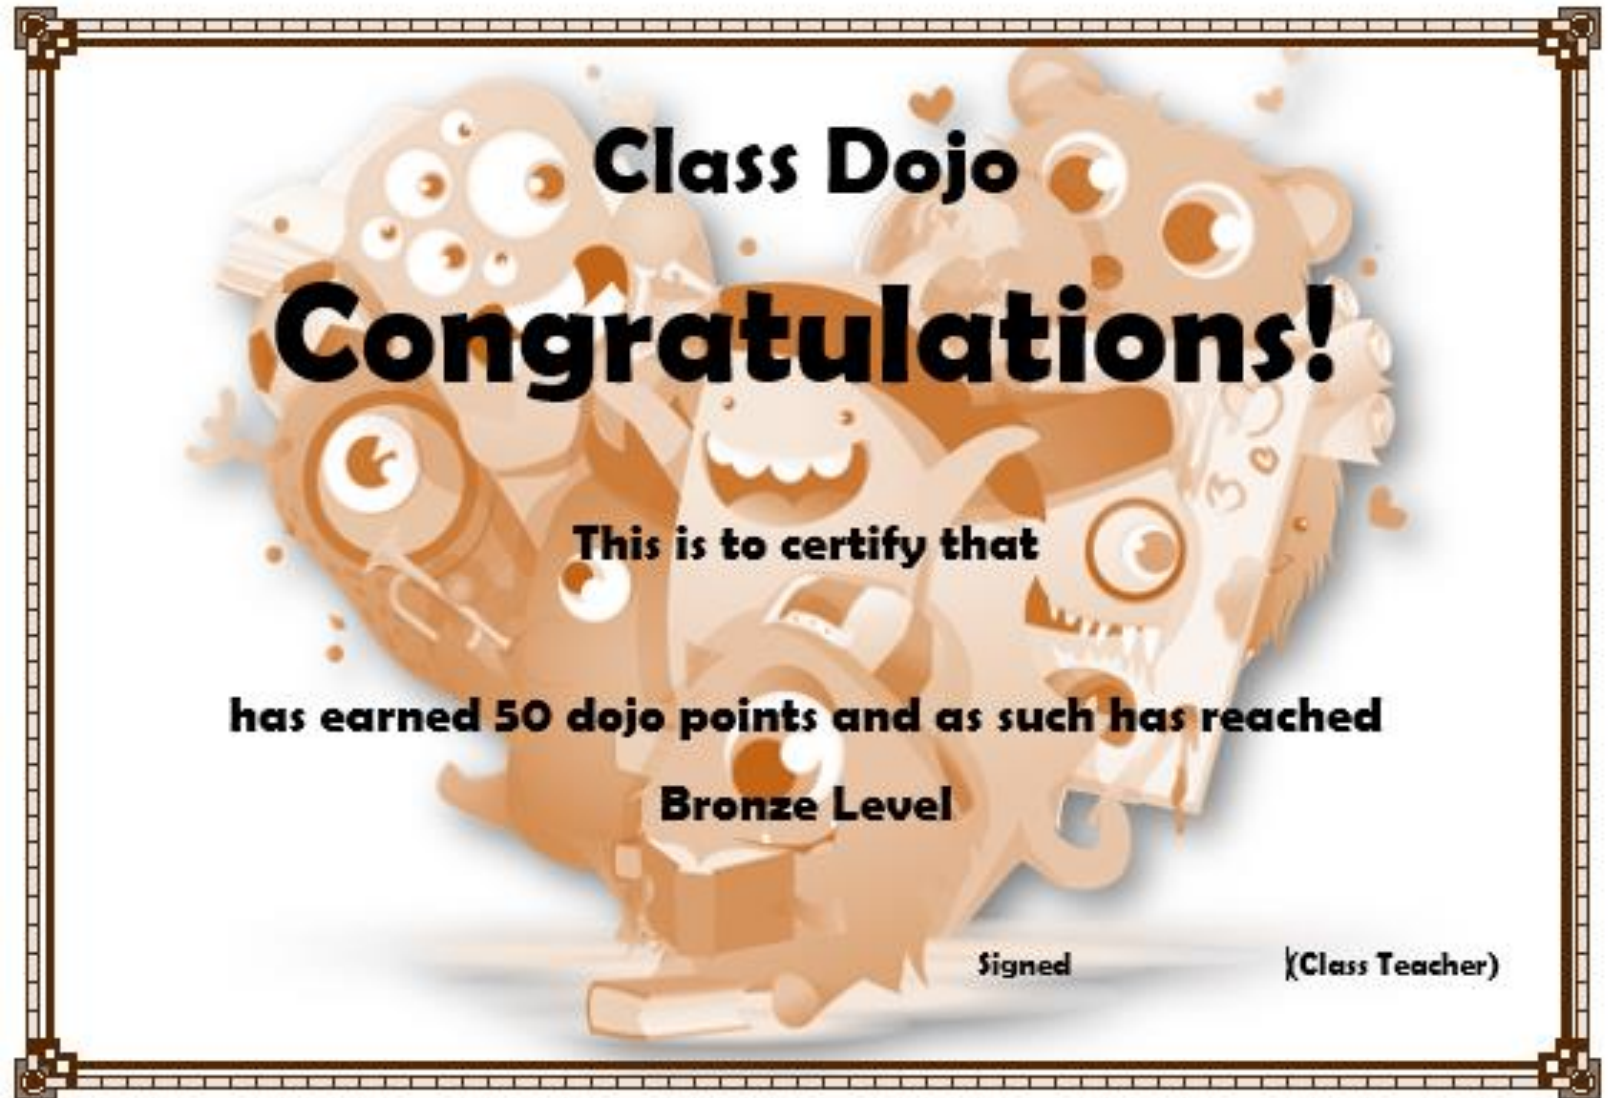 Class Dojo
Congratulations!
This is to certify that
has earned 50 dojo points and as such has reached
Bronze Level
Signed (Class Teacher)